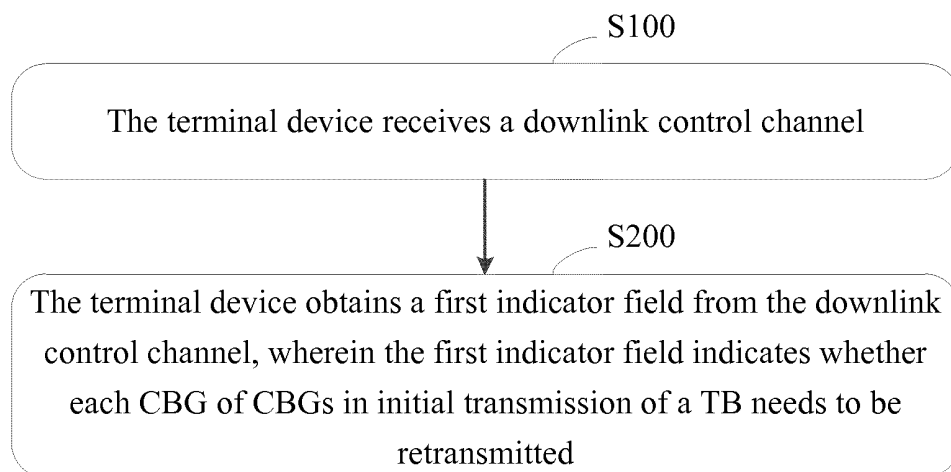 S100
The terminal device receives a downlink control channel
S200
The terminal device obtains a first indicator field from the downlink
control channel, wherein the first indicator field indicates whether
each CBG of CBGs in initial transmission of a TB needs to be
retransmitted